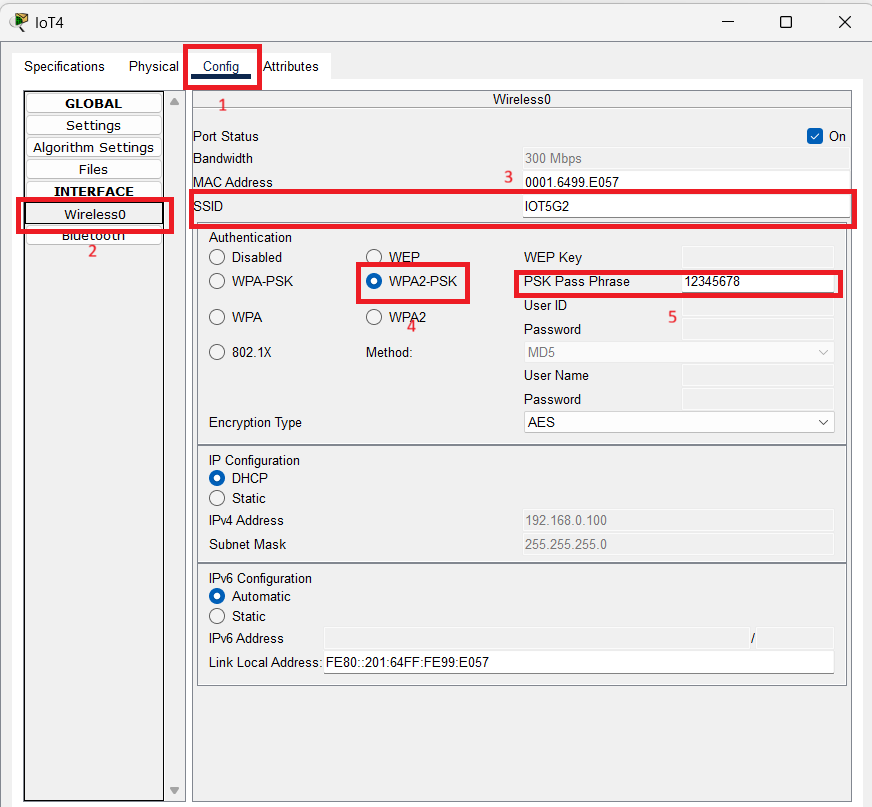 IoT4
Specifications Physical Config Attributes
1
GLOBAL
Settings
Algorithm Settings
Files
INTERFACE
Wireless0
Bluetooth
2
Wireless0
Port Status On
Bandwidth 300 Mbps
MAC Address 3 0001.6499.E057
SSID IOT5G2
Authentication
Disabled WEP WEP Key
WPA-PSK WPA2-PSK PSK Pass Phrase 12345678
User ID
WPA WPA2 5
4
Password
802.1X Method: MD5
User Name
Password
Encryption Type AES
IP Configuration
DHCP
Static
IPv4 Address 192.168.0.100
Subnet Mask 255.255.255.0
IPv6 Configuration
Automatic
Static
IPv6 Address /
Link Local Address: FE80::201:64FF:FE99:E057